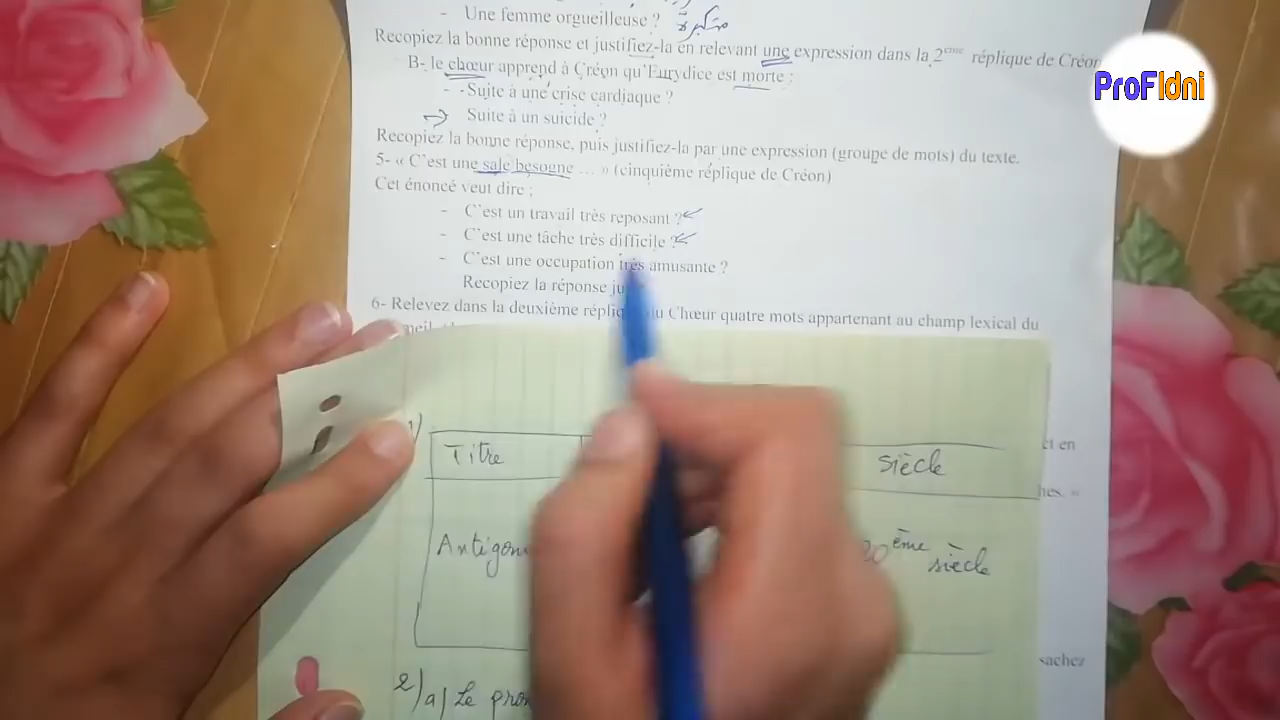 - Une femme orgueilleuse ? متكبرة
Recopiez la bonne réponse et justifiez-la en relevant une expression dans la 2eme réplique de Créon
B- le chœur apprend à Créon qu'Eurydice est morte :
- Suite à une crise cardiaque ?
Suite à un suicide ?
Recopiez la bonne réponse, puis justifiez-la par une expression (groupe de mots) du texte.
5- « C'est une sale besogne … » (cinquième réplique de Créon)
Cet énoncé veut dire :
- C'est un travail très reposant ?
- C'est une tâche très difficile ?
- C'est une occupation très amusante ?
Recopiez la réponse
6- Relevez dans la deuxième Chœur quatre mots appartenant au champ lexical du
ct en
hes. »
sachez
1)
Titre
siècle
20ème siècle
2) a) Le
ProFIdni